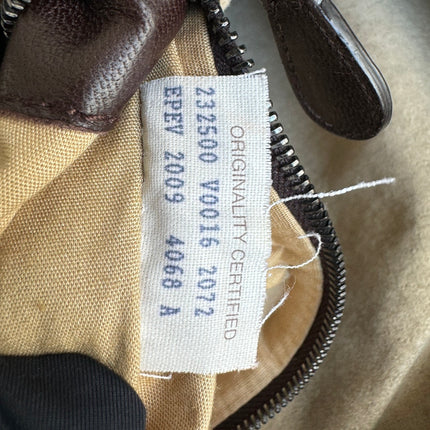 ORIGINALITY CERTIFIED
232500 V0016 2072
EPEV 2009 4068 A